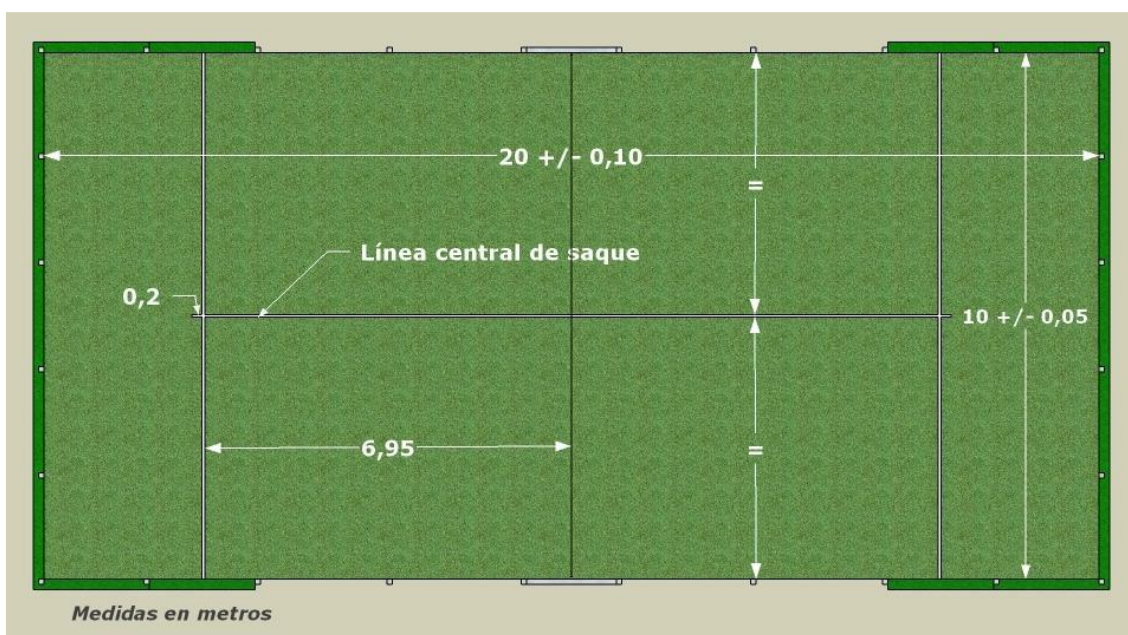 20 +/- 0,10
=
Línea central de saque
0,2
10 +/- 0,05
6,95
=
Medidas en metros